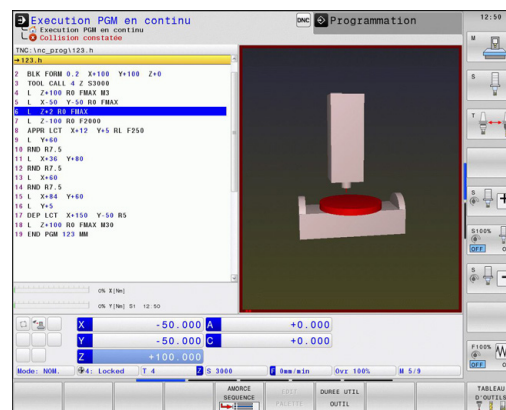 Execution PGM en continu
DNC
Programmation
12:50
Execution PGM en continu
Collision constatée
TNC:\nc_prog\123.h
→123.h
2 BLK FORM 0.2 X+100 Y+100 Z+0
3 TOOL CALL 4 Z S3000
4 L Z+100 R0 FMAX M3
5 L X-50 Y-50 R0 FMAX
6 L Z+2 R0 FMAX
7 L Z-100 R0 F2000
8 APPR LCT X+12 Y+5 RL F250
9 L Y+60
10 RND R7.5
11 L X+36 Y+80
12 RND R7.5
13 L X+60
14 RND R7.5
15 L X+84 Y+60
16 L Y+5
17 DEP LCT X+150 Y-50 R5
18 L Z+100 R0 FMAX M30
19 END PGM 123 MM
M
S
T
S
S100%
OFF
S
F100%
OFF
0% X[Nm]
0% Y[Nm] S1 12:50
X -50.000 A +0.000
Y -50.000 C +0.000
Z +100.000
Mode: NOM. 4: Locked T 4 Z S 3000 F 0mm/min Ovr 100% M 5/9
AMORCE
SEQUENCE
PALETTE
DUREE UTIL
OUTIL
TABLEAU
D'OUTILS